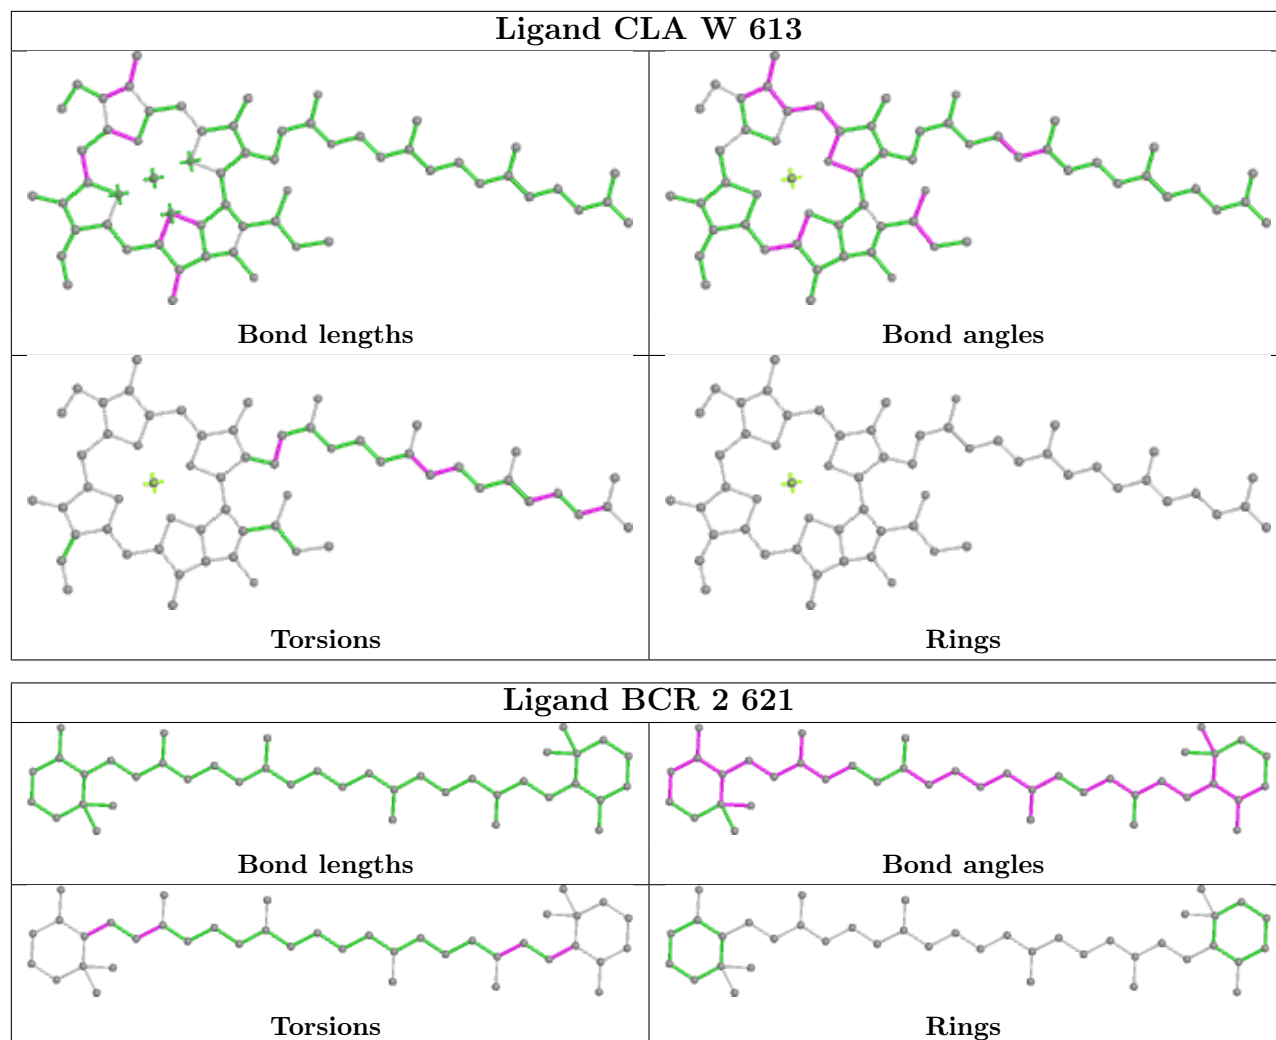 Ligand CLA W 613
Bond lengths
Bond angles
Torsions
Rings
Ligand BCR 2 621
Bond lengths
Bond angles
Torsions
Rings